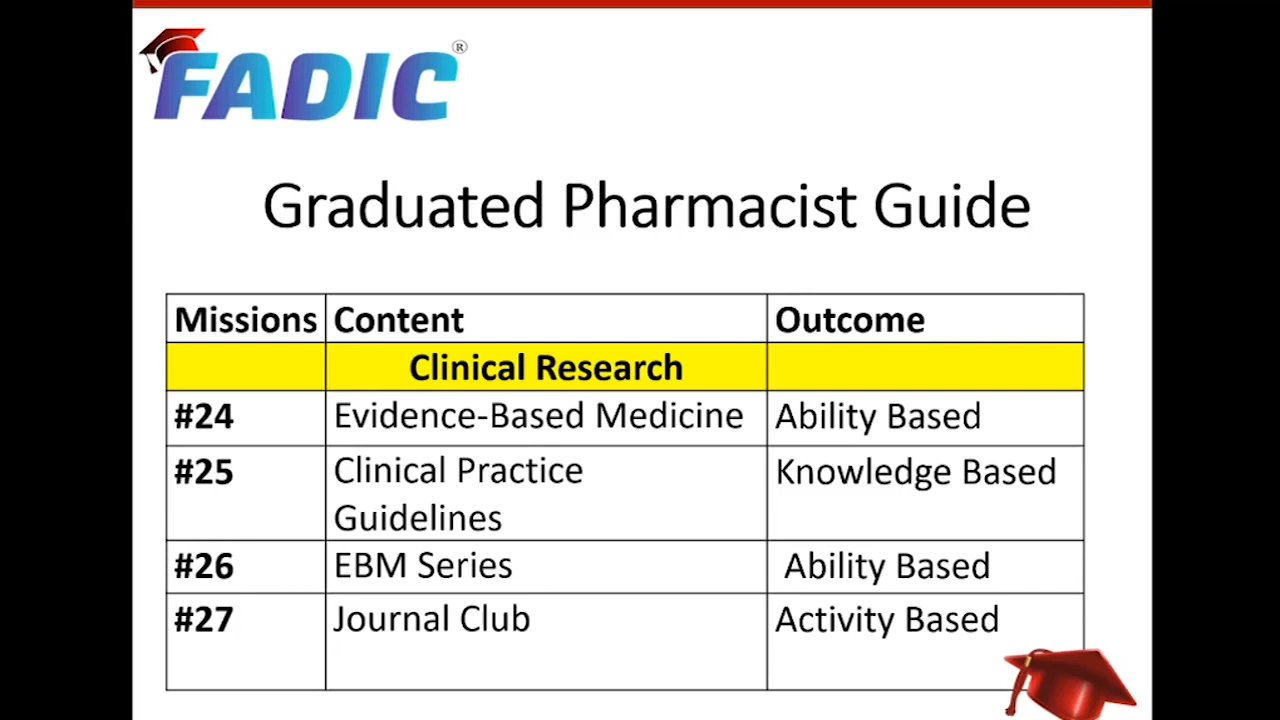 FADIC®
Graduated Pharmacist Guide
Missions Content Outcome
Clinical Research
#24 Evidence-Based Medicine Ability Based
#25 Clinical Practice Knowledge Based
Guidelines
#26 EBM Series Ability Based
#27 Journal Club Activity Based